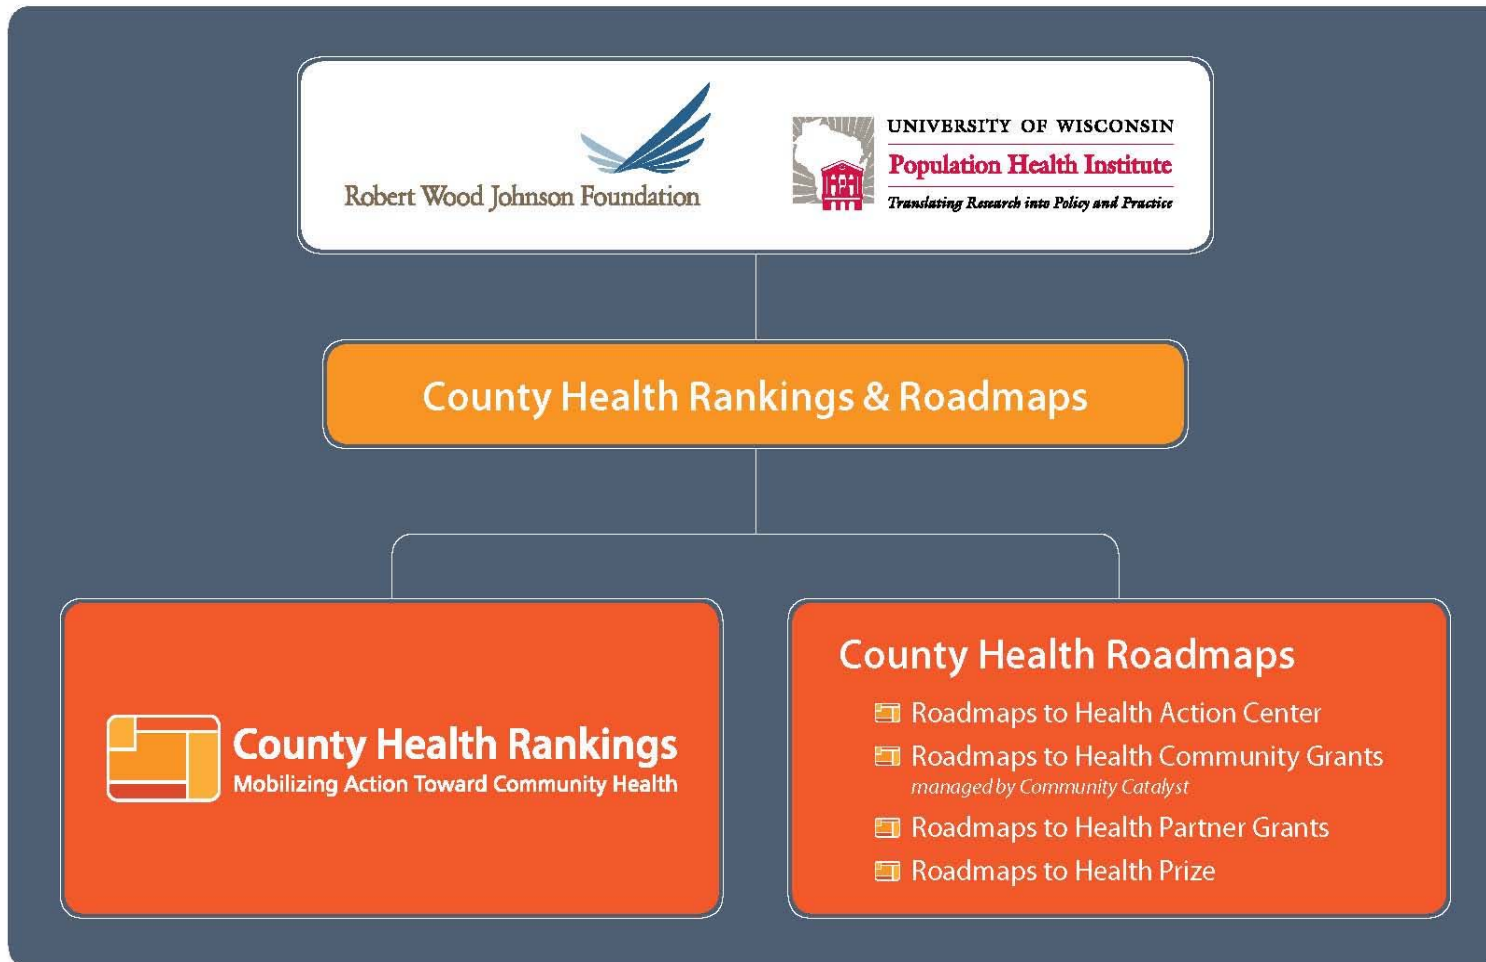 Robert Wood Johnson Foundation
UNIVERSITY OF WISCONSIN
Population Health Institute
Translating Research into Policy and Practice
County Health Rankings & Roadmaps
County Health Rankings
Mobilizing Action Toward Community Health
County Health Roadmaps
Roadmaps to Health Action Center
Roadmaps to Health Community Grants
managed by Community Catalyst
Roadmaps to Health Partner Grants
Roadmaps to Health Prize